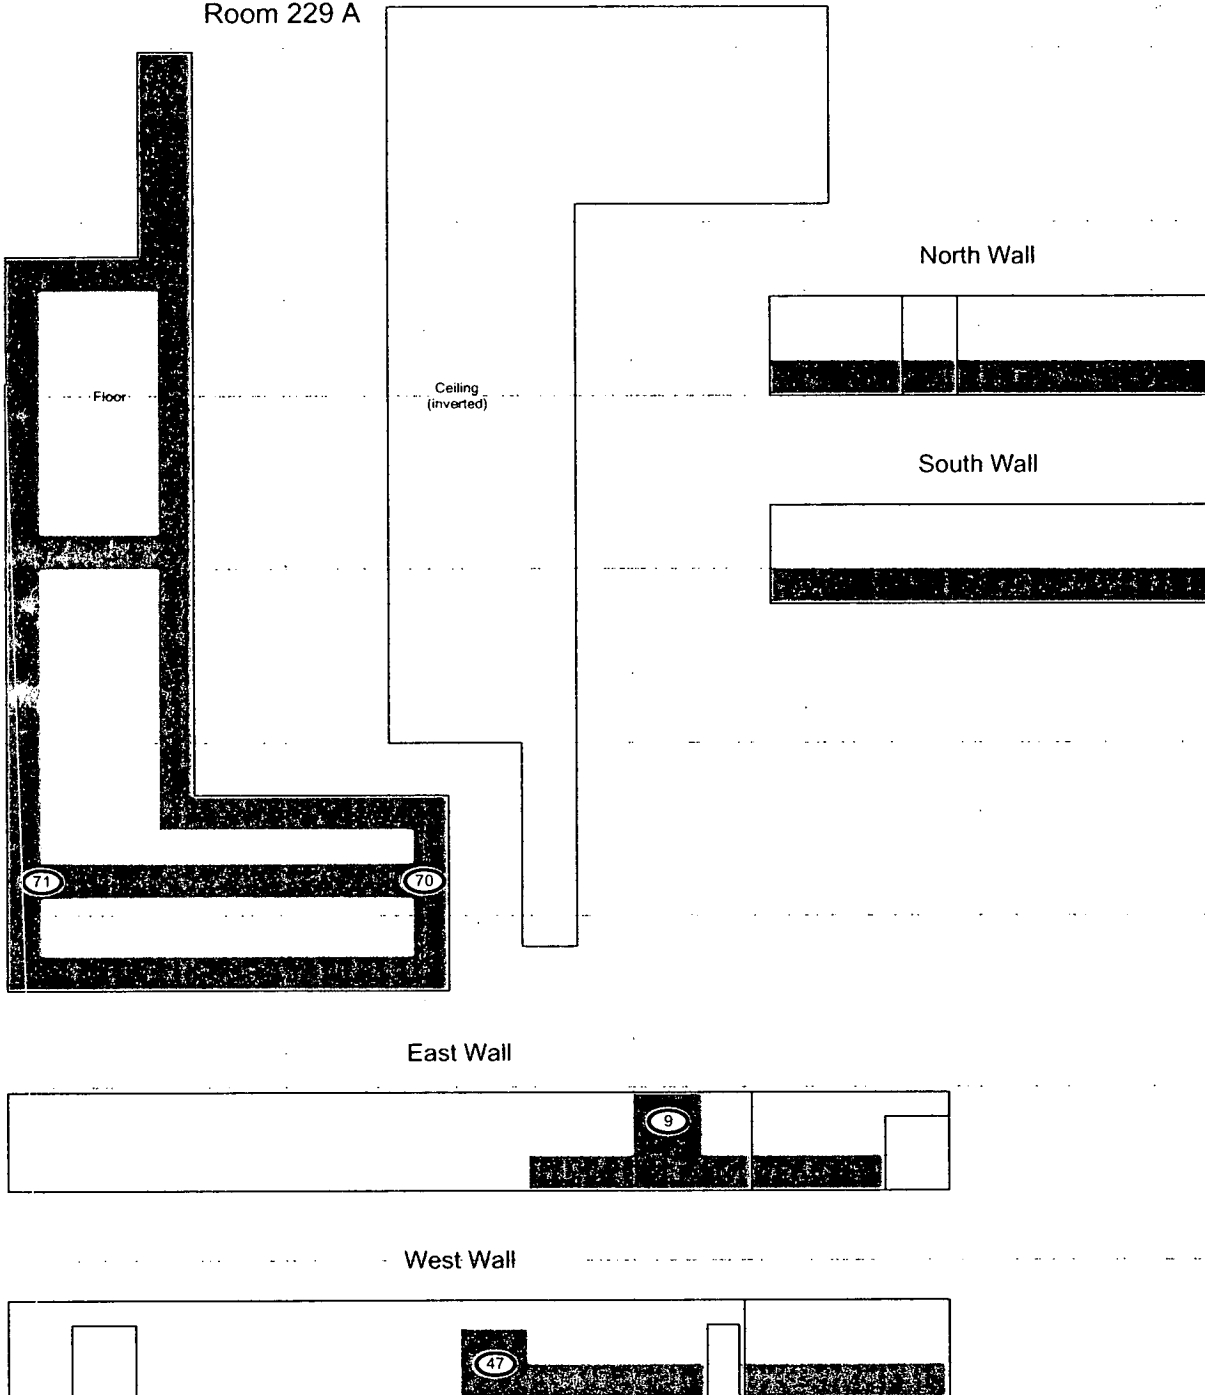 Room 229 A
North Wall
Floor
Ceiling
(inverted)
South Wall
71
70
East Wall
9
West Wall
47